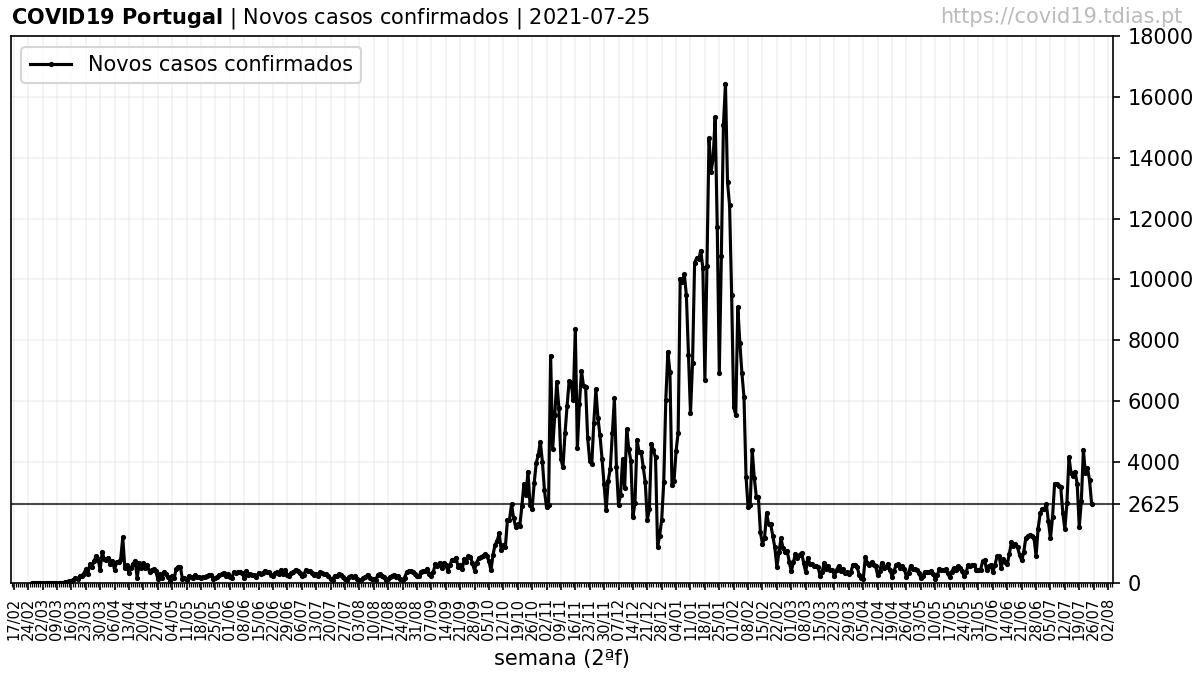 COVID19 Portugal | Novos casos confirmados | 2021-07-25
https://covid19.tdias.pt
Novos casos confirmados
18000
16000
14000
12000
10000
8000
6000
4000
2625
0
17/02 24/02 02/03 09/03 16/03 23/03 30/03 06/04 13/04 20/04 27/04 04/05 11/05 18/05 25/05 01/06 08/06 15/06 22/06 29/06 06/07 13/07 20/07 27/07 03/08 10/08 17/08 24/08 31/08 07/09 14/09 21/09 28/09 05/10 12/10 19/10 26/10 02/11 09/11 16/11 23/11 30/11 07/12 14/12 21/12 28/12 04/01 11/01 18/01 25/01 01/02 08/02 15/02 22/02 01/03 08/03 15/03 22/03 29/03 05/04 12/04 19/04 26/04 03/05 10/05 17/05 24/05 31/05 07/06 14/06 21/06 28/06 05/07 12/07 19/07 26/07 02/08
semana (2ªf)